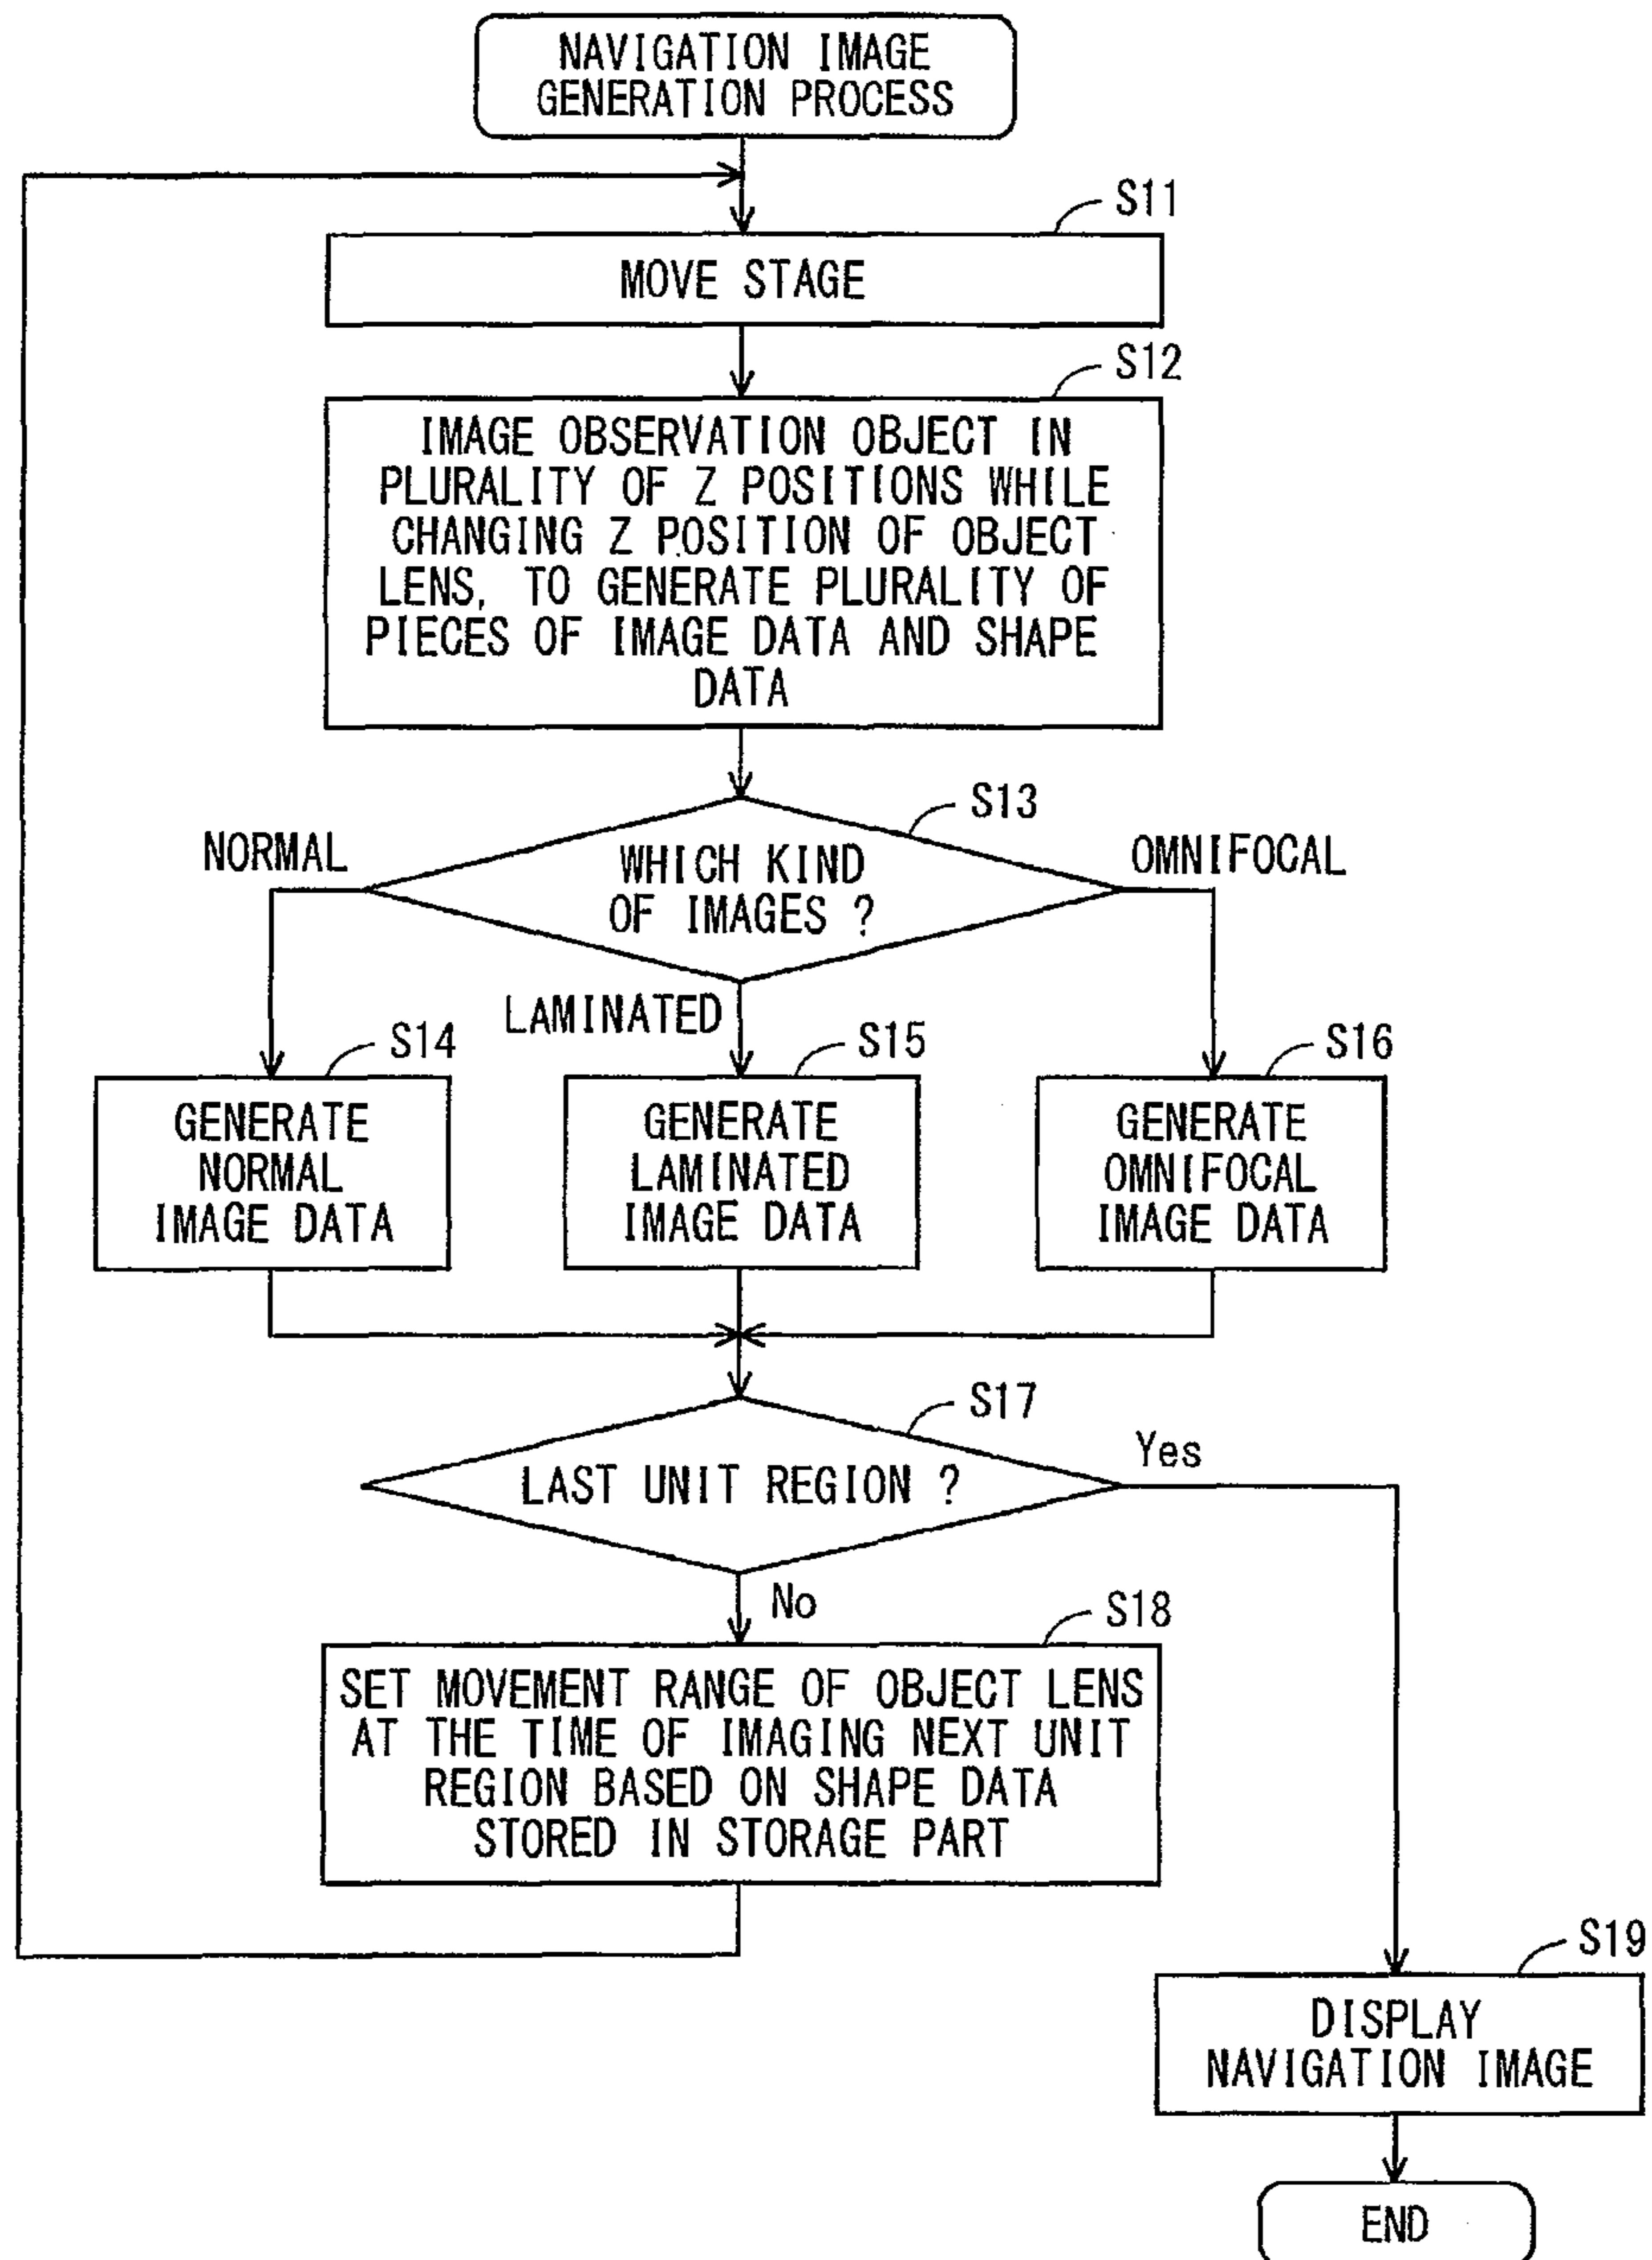 NAVIGATION IMAGE
GENERATION PROCESS
S11
MOVE STAGE
S12
IMAGE OBSERVATION OBJECT IN
PLURALITY OF Z POSITIONS WHILE
CHANGING Z POSITION OF OBJECT
LENS, TO GENERATE PLURALITY OF
PIECES OF IMAGE DATA AND SHAPE
DATA
S13
NORMAL
WHICH KIND
OF IMAGES ?
OMNIFOCAL
LAMINATED
S14
GENERATE
NORMAL
IMAGE DATA
S15
GENERATE
LAMINATED
IMAGE DATA
S16
GENERATE
OMNIFOCAL
IMAGE DATA
S17
LAST UNIT REGION ?
Yes
No
S18
SET MOVEMENT RANGE OF OBJECT LENS
AT THE TIME OF IMAGING NEXT UNIT
REGION BASED ON SHAPE DATA
STORED IN STORAGE PART
S19
DISPLAY
NAVIGATION IMAGE
END